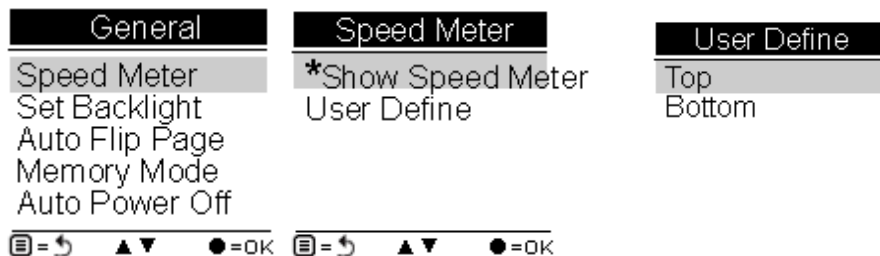 General
Speed Meter
Set Backlight
Auto Flip Page
Memory Mode
Auto Power Off
=OK
Speed Meter
*Show Speed Meter
User Define
=OK
User Define
Top
Bottom